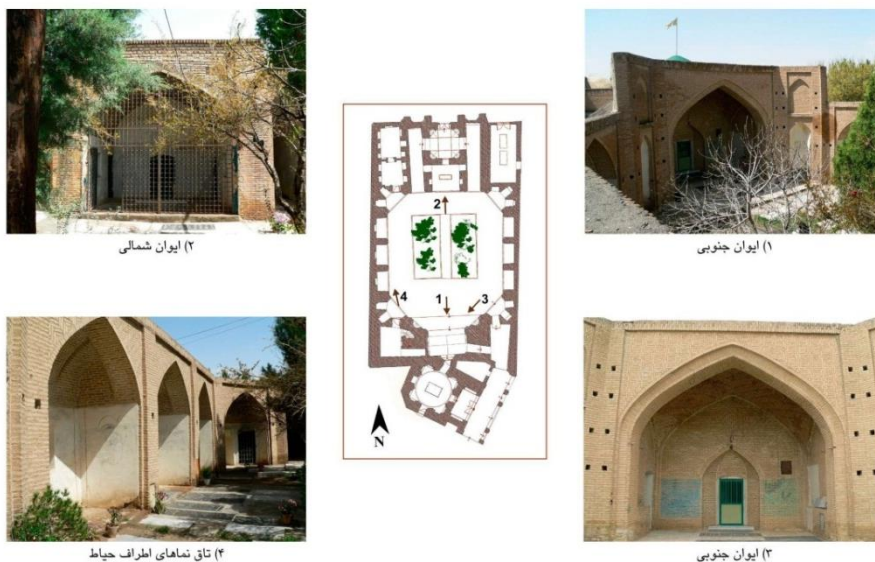 ۱) ایوان جنوبی
۲) ایوان شمالی
2
4
1
3
N
۳) ایوان جنوبی
۴) تاق نماهای اطراف حیاط